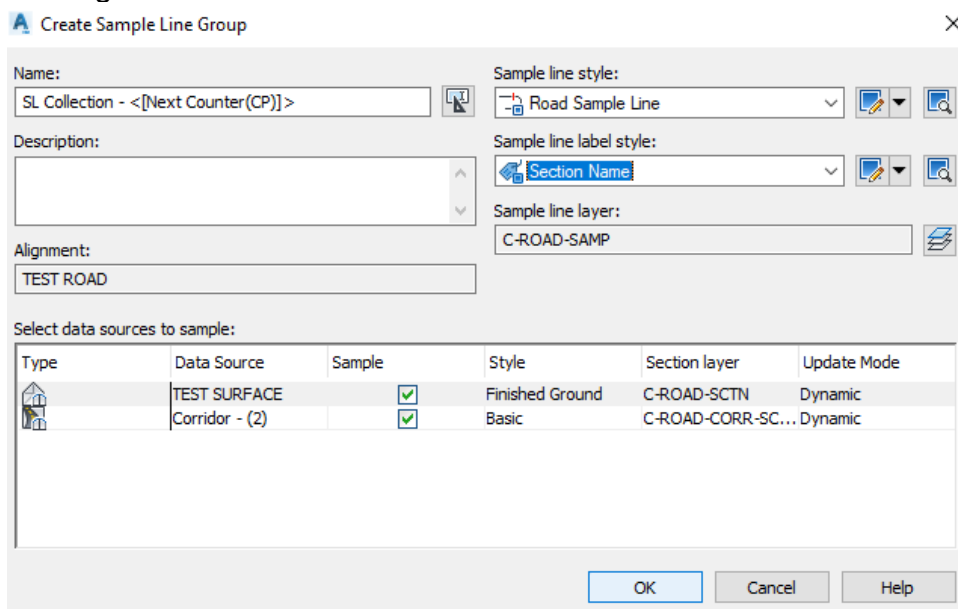 Create Sample Line Group
Name:
SL Collection - <[Next Counter(CP)]>
Description:
Alignment:
TEST ROAD
Sample line style:
Road Sample Line
Sample line label style:
Section Name
Sample line layer:
C-ROAD-SAMP
Select data sources to sample:
Type Data Source Sample Style Section layer Update Mode
TEST SURFACE Finished Ground C-ROAD-SCTN Dynamic
Corridor - (2) Basic C-ROAD-CORR-SC... Dynamic
OK Cancel Help